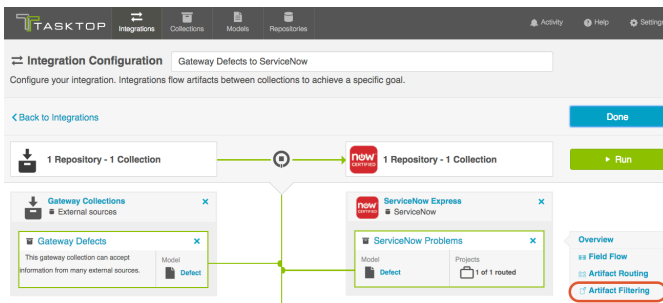 TASKTOP
Integrations
Collections
Models
Repositories
Activity
Help
Settings
Integration Configuration
Gateway Defects to ServiceNow
Configure your integration. Integrations flow artifacts between collections to achieve a specific goal.
Back to Integrations
Done
1 Repository - 1 Collection
now
CERTIFIED
1 Repository - 1 Collection
Run
Gateway Collections
External sources
now
CERTIFIED
ServiceNow Express
ServiceNow
Gateway Defects
This gateway collection can accept
information from many external sources.
Model
Defect
ServiceNow Problems
Model
Defect
Projects
1 of 1 routed
Overview
Field Flow
Artifact Routing
Artifact Filtering